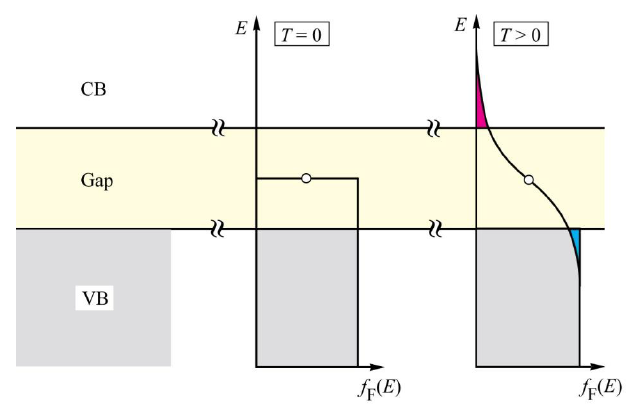 E
T = 0
E
T > 0
CB
Gap
VB
f_F(E)
f_F(E)